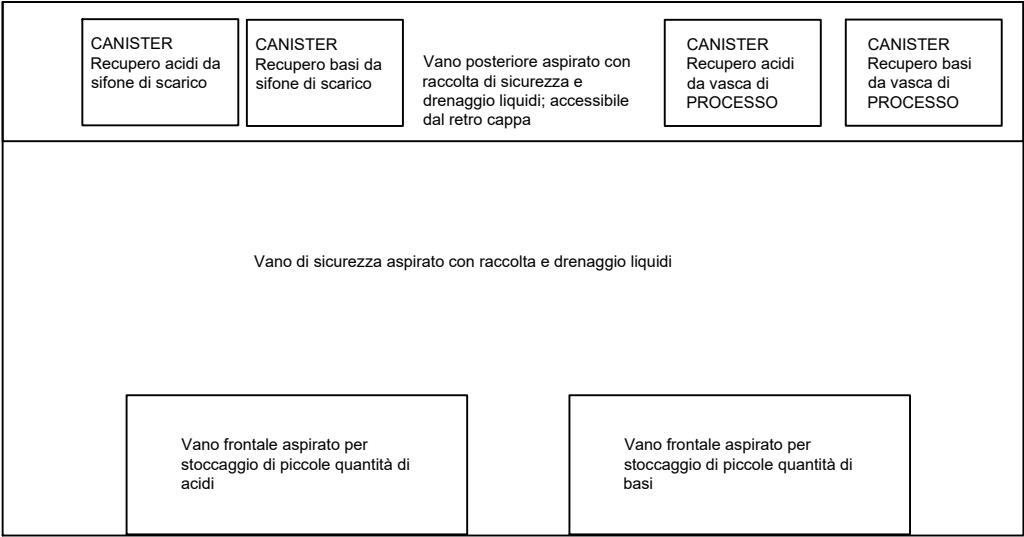 CANISTER
Recupero acidi da
sifone di scarico
CANISTER
Recupero basi da
sifone di scarico
Vano posteriore aspirato con
raccolta di sicurezza e
drenaggio liquidi; accessibile
dal retro cappa
CANISTER
Recupero acidi
da vasca di
PROCESSO
CANISTER
Recupero basi
da vasca di
PROCESSO
Vano di sicurezza aspirato con raccolta e drenaggio liquidi
Vano frontale aspirato per
stoccaggio di piccole quantità di
acidi
Vano frontale aspirato per
stoccaggio di piccole quantità di
basi